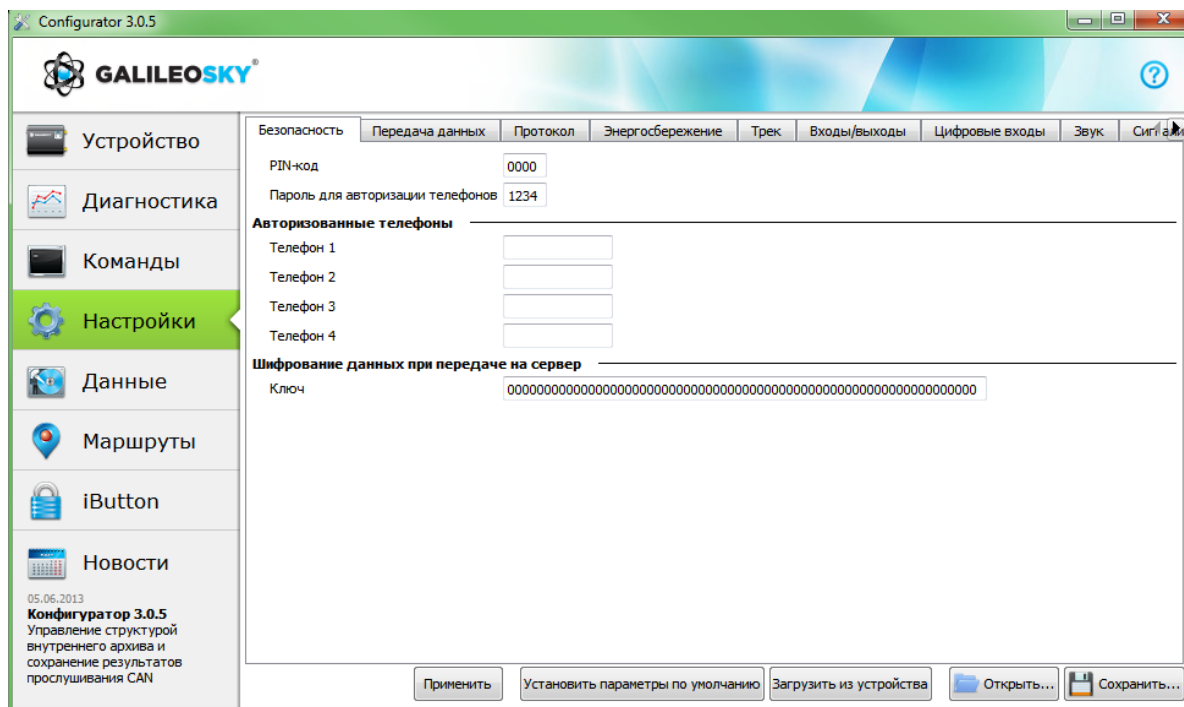 Configurator 3.0.5
GALILEOSKY®
?
Устройство
Диагностика
Команды
Настройки
Данные
Маршруты
iButton
Новости
05.06.2013
Конфигуратор 3.0.5
Управление структурой
внутреннего архива и
сохранение результатов
прослушивания CAN
Безопасность Передача данных Протокол Энергосбережение Трек Входы/выходы Цифровые входы Звук
PIN-код 0000
Пароль для авторизации телефонов 1234
Авторизованные телефоны
Телефон 1
Телефон 2
Телефон 3
Телефон 4
Шифрование данных при передаче на сервер
Ключ 0000000000000000000000000000000000000000000000000000000000000000
Применить Установить параметры по умолчанию Загрузить из устройства Открыть... Сохранить...